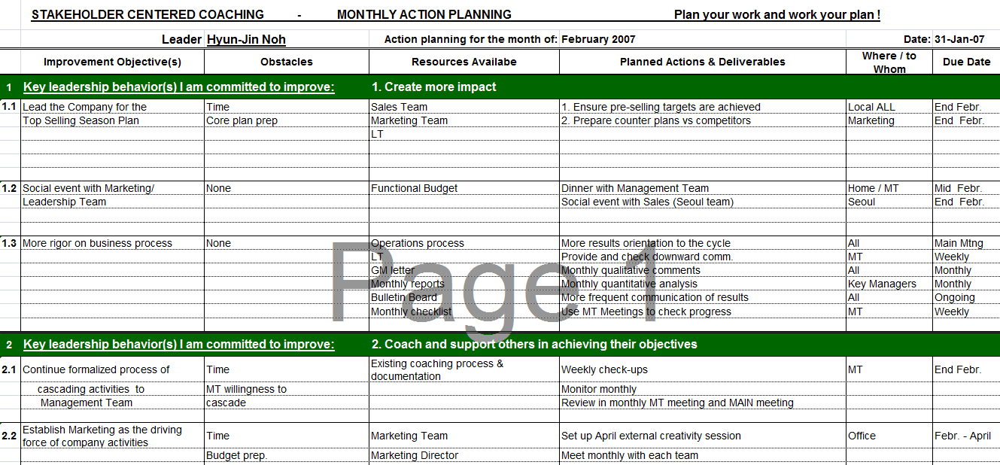 STAKEHOLDER CENTERED COACHING - MONTHLY ACTION PLANNING Plan your work and work your plan !
Leader Hyun-Jin Noh Action planning for the month of: February 2007 Date: 31-Jan-07
Improvement Objective(s) Obstacles Resources Availabe Planned Actions & Deliverables Where / to Whom Due Date
1 Key leadership behavior(s) I am committed to improve: 1. Create more impact
1.1 Lead the Company for the Time Sales Team 1. Ensure pre-selling targets are achieved Local ALL End Febr.
Top Selling Season Plan Core plan prep Marketing Team 2. Prepare counter plans vs competitors Marketing End Febr.
LT
1.2 Social event with Marketing/ None Functional Budget Dinner with Management Team Home / MT Mid Febr.
Leadership Team Social event with Sales (Seoul team) Seoul End Febr.
1.3 More rigor on business process None Operations process More results orientation to the cycle All Main Mtng
LT Provide and check downward comm. MT Weekly
GM letter Monthly qualitative comments All Monthly
Monthly reports Monthly quantitative analysis Key Managers Monthly
Bulletin Board More frequent communication of results All Ongoing
Monthly checklist Use MT Meetings to check progress MT Weekly
Page 1
2 Key leadership behavior(s) I am committed to improve: 2. Coach and support others in achieving their objectives
2.1 Continue formalized process of Time Existing coaching process & documentation Weekly check-ups MT End Febr.
cascading activities to MT willingness to Monitor monthly
Management Team cascade Review in monthly MT meeting and MAIN meeting
2.2 Establish Marketing as the driving force of company activities Time Marketing Team Set up April external creativity session Office Febr. - April
Budget prep. Marketing Director Meet monthly with each team